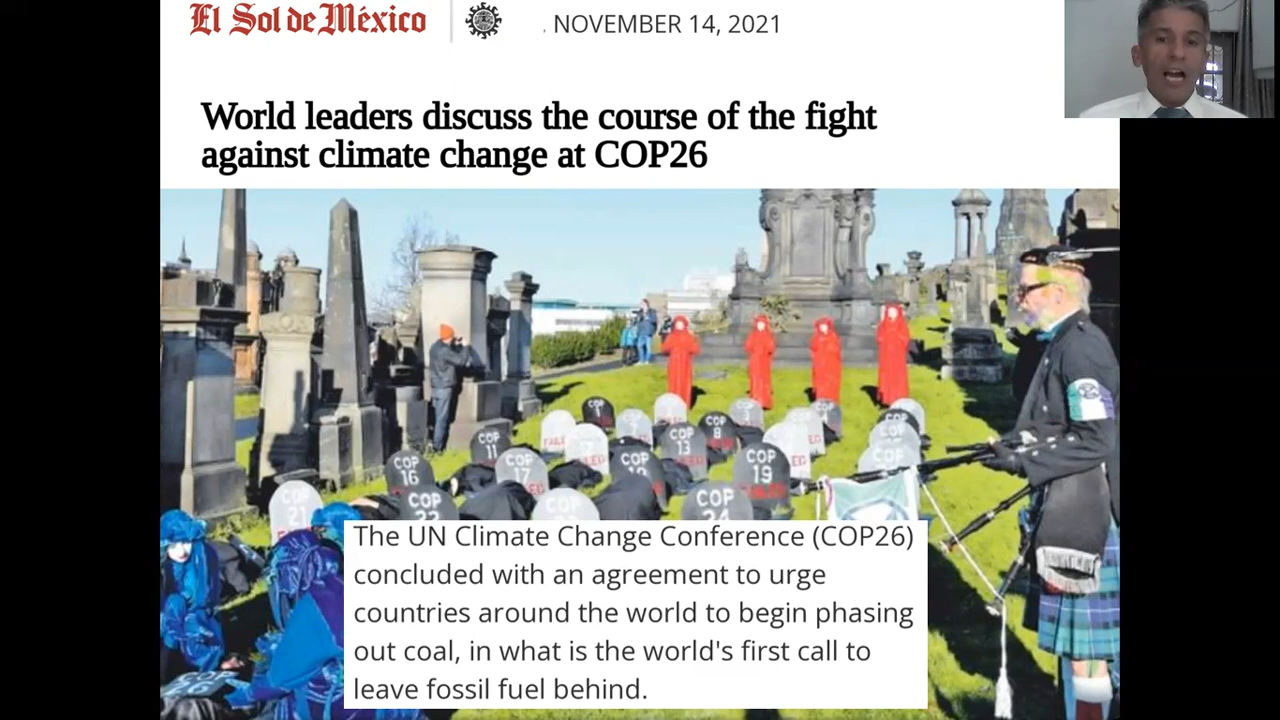 El Sol de México
. NOVEMBER 14, 2021
World leaders discuss the course of the fight
against climate change at COP26
COP
COP
11
COP
13
COP
8
COP
16
COP
17
COP
19
FAILED
COP
21
COP
24
The UN Climate Change Conference (COP26)
concluded with an agreement to urge
countries around the world to begin phasing
out coal, in what is the world's first call to
leave fossil fuel behind.